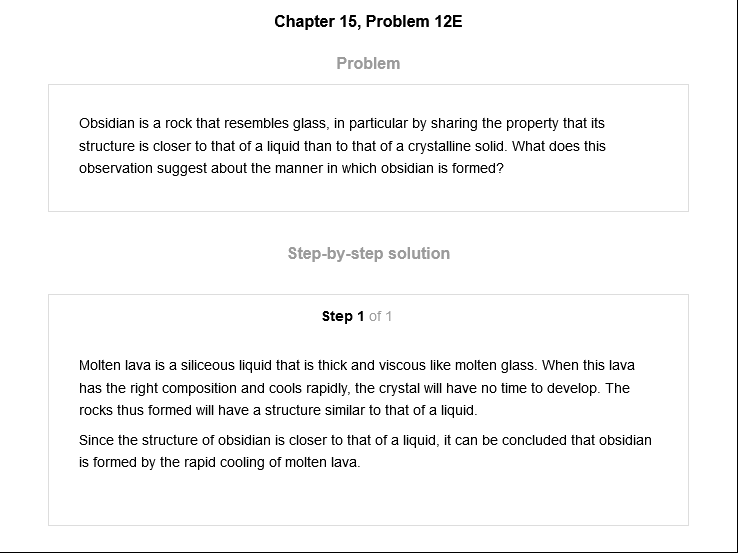 Chapter 15, Problem 12E
Problem
Obsidian is a rock that resembles glass, in particular by sharing the property that its
structure is closer to that of a liquid than to that of a crystalline solid. What does this
observation suggest about the manner in which obsidian is formed?
Step-by-step solution
Step 1 of 1
Molten lava is a siliceous liquid that is thick and viscous like molten glass. When this lava
has the right composition and cools rapidly, the crystal will have no time to develop. The
rocks thus formed will have a structure similar to that of a liquid.
Since the structure of obsidian is closer to that of a liquid, it can be concluded that obsidian
is formed by the rapid cooling of molten lava.